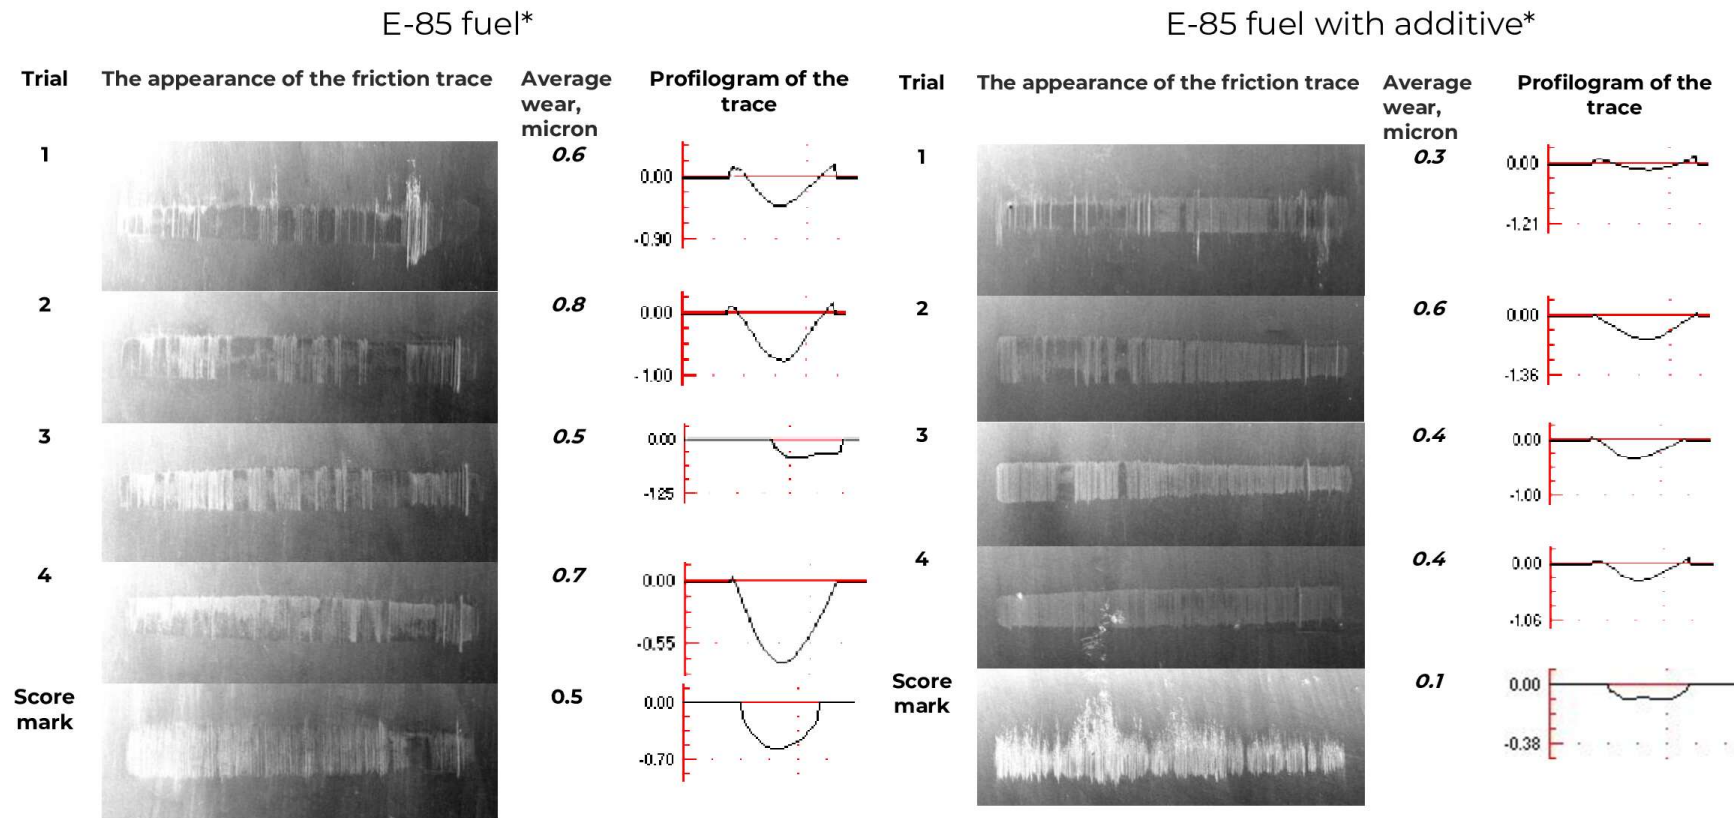 E-85 fuel*
Trial
The appearance of the friction trace
Average
wear,
micron
Profilogram of the
trace
1
0.6
0.00
-0.90
2
0.8
0.00
-1.00
3
0.5
0.00
-1.25
4
0.7
0.00
-0.55
Score
mark
0.5
0.00
-0.70
E-85 fuel with additive*
Trial
The appearance of the friction trace
Average
wear,
micron
Profilogram of the
trace
1
0.3
0.00
-1.21
2
0.6
0.00
-1.36
3
0.4
0.00
-1.00
4
0.4
0.00
-1.06
Score
mark
0.1
0.00
-0.38